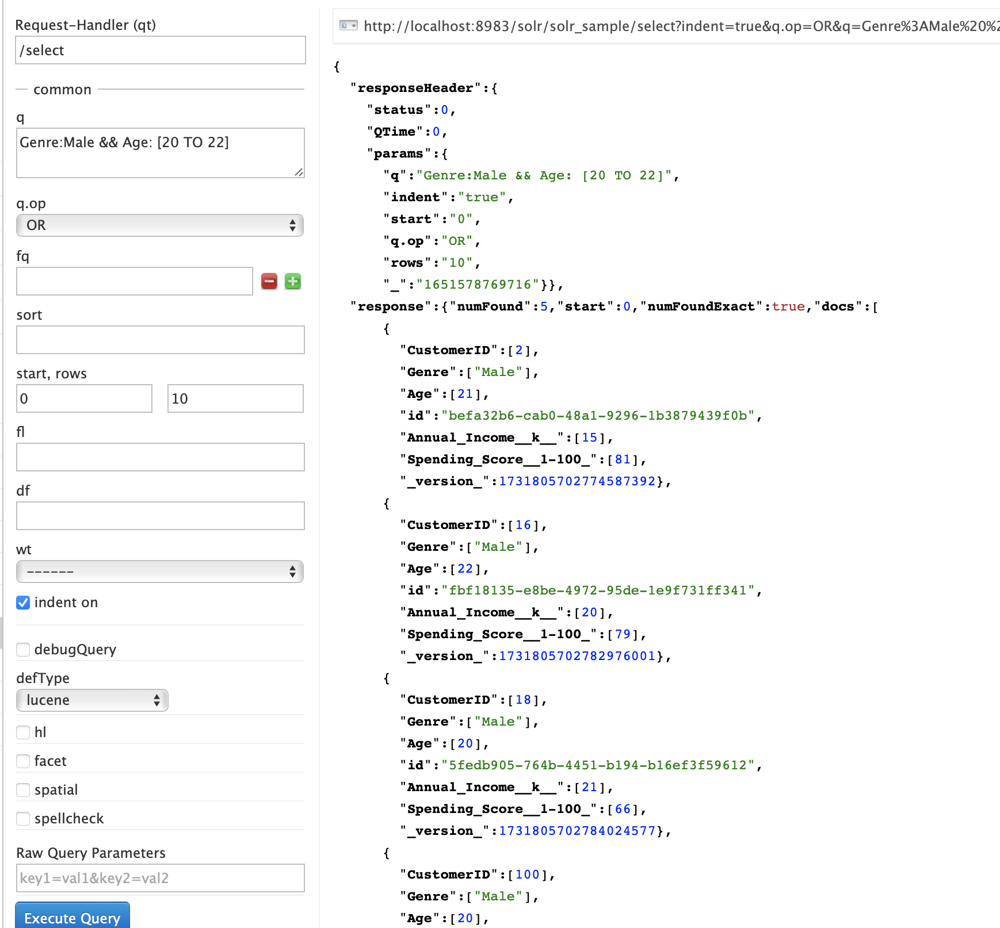 Request-Handler (qt)
/select
common
q
Genre:Male && Age: [20 TO 22]
q.op
OR
fq
sort
start, rows
0
10
fl
df
wt
------
indent on
debugQuery
defType
lucene
hl
facet
spatial
spellcheck
Raw Query Parameters
key1=val1&key2=val2
Execute Query
http://localhost:8983/solr/solr_sample/select?indent=true&q.op=OR&q=Genre%3AMale%20%2
{
"responseHeader":{
"status":0,
"QTime":0,
"params":{
"q":"Genre:Male && Age: [20 TO 22]",
"indent":"true",
"start":"0",
"q.op":"OR",
"rows":"10",
"_":"1651578769716"}},
"response":{"numFound":5,"start":0,"numFoundExact":true,"docs":[
{
"CustomerID":[2],
"Genre":["Male"],
"Age":[21],
"id":"befa32b6-cab0-48a1-9296-1b3879439f0b",
"Annual_Income__k__":[15],
"Spending_Score__1-100_":[81],
"_version_":1731805702774587392},
{
"CustomerID":[16],
"Genre":["Male"],
"Age":[22],
"id":"fbf18135-e8be-4972-95de-1e9f731ff341",
"Annual_Income__k__":[20],
"Spending_Score__1-100_":[79],
"_version_":1731805702782976001},
{
"CustomerID":[18],
"Genre":["Male"],
"Age":[20],
"id":"5fedb905-764b-4451-b194-b16ef3f59612",
"Annual_Income__k__":[21],
"Spending_Score__1-100_":[66],
"_version_":1731805702784024577},
{
"CustomerID":[100],
"Genre":["Male"],
"Age":[20],